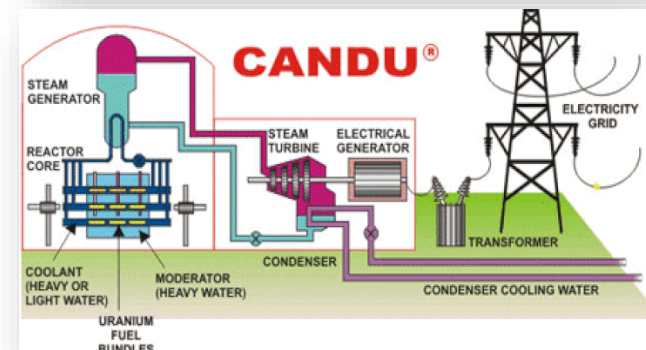 CANDU®
STEAM
GENERATOR
REACTOR
CORE
STEAM
TURBINE
ELECTRICAL
GENERATOR
ELECTRICITY
GRID
TRANSFORMER
CONDENSER
CONDENSER COOLING WATER
COOLANT
(HEAVY OR
LIGHT WATER)
MODERATOR
(HEAVY WATER)
URANIUM
FUEL
BUNDLES